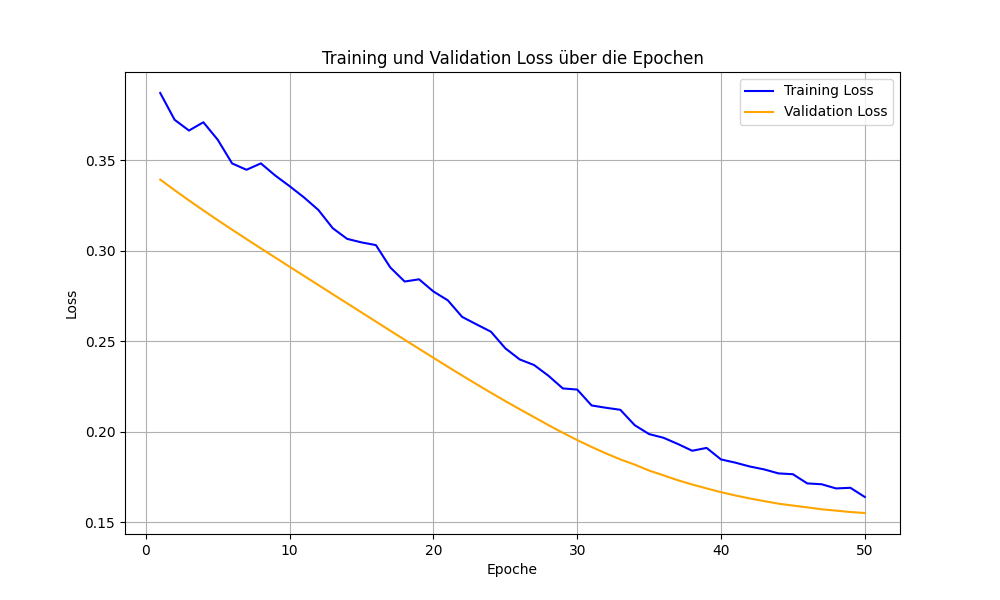 Training und Validation Loss über die Epochen
Training Loss
Validation Loss
Loss
0.35
0.30
0.25
0.20
0.15
0 10 20 30 40 50
Epoche